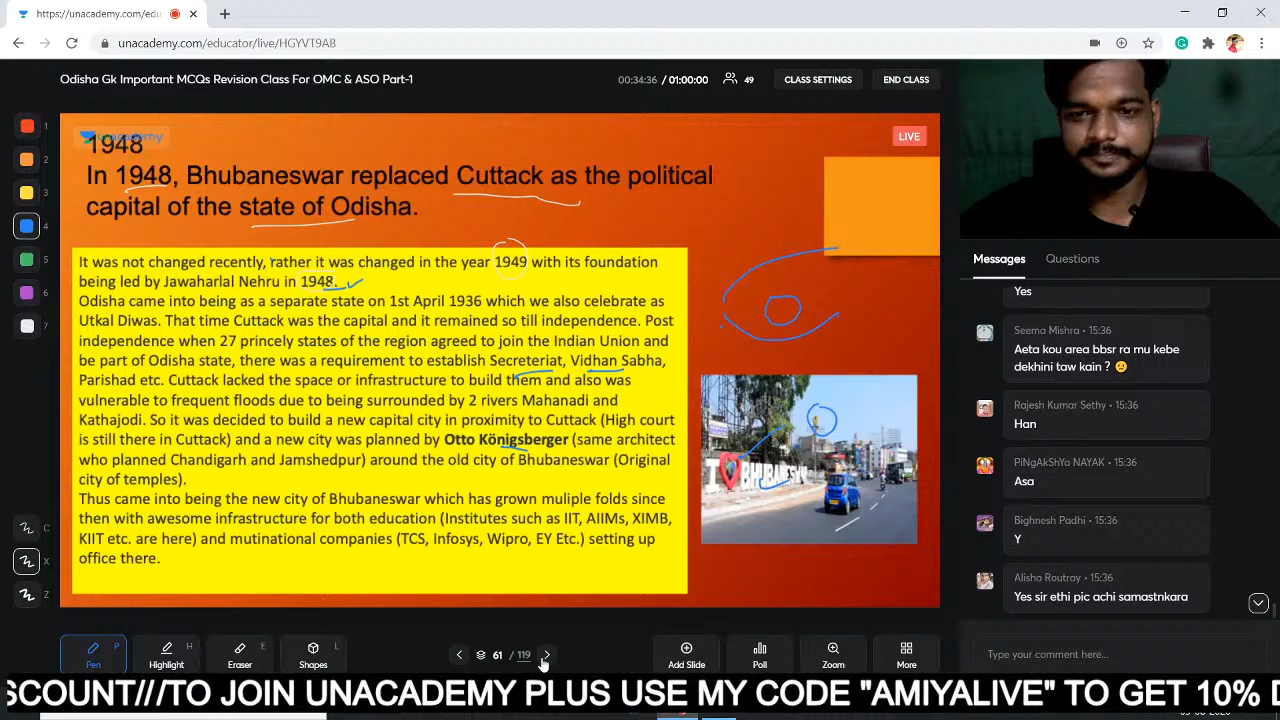 https://unacademy.com/edu
unacademy.com/educator/live/HGYVT9AB
Odisha Gk Important MCQs Revision Class For OMC & ASO Part-1
00:34:36 / 01:00:00
49
CLASS SETTINGS
END CLASS
1
2
3
4
5
6
7
C
X
Z
unacademy
LIVE
1948
In 1948, Bhubaneswar replaced Cuttack as the political
capital of the state of Odisha.
It was not changed recently, rather it was changed in the year 1949 with its foundation
being led by Jawaharlal Nehru in 1948.
Odisha came into being as a separate state on 1st April 1936 which we also celebrate as
Utkal Diwas. That time Cuttack was the capital and it remained so till independence. Post
independence when 27 princely states of the region agreed to join the Indian Union and
be part of Odisha state, there was a requirement to establish Secreteriat, Vidhan Sabha,
Parishad etc. Cuttack lacked the space or infrastructure to build them and also was
vulnerable to frequent floods due to being surrounded by 2 rivers Mahanadi and
Kathajodi. So it was decided to build a new capital city in proximity to Cuttack (High court
is still there in Cuttack) and a new city was planned by Otto Königsberger (same architect
who planned Chandigarh and Jamshedpur) around the old city of Bhubaneswar (Original
city of temples).
Thus came into being the new city of Bhubaneswar which has grown muliple folds since
then with awesome infrastructure for both education (Institutes such as IIT, AIIMs, XIMB,
KIIT etc. are here) and mutinational companies (TCS, Infosys, Wipro, EY Etc.) setting up
office there.
I BHUBANESW
Messages
Questions
Yes
Seema Mishra • 15:36
Aeta kou area bbsr ra mu kebe
dekhini taw kain ? ☹
Rajesh Kumar Sethy • 15:36
Han
PiNgAkShYa NAYAK • 15:36
Asa
Bighnesh Padhi • 15:36
Y
Alisha Routray • 15:36
Yes sir ethi pic achi samastnkara
Type your comment here...
Pen
P
Highlight
H
Eraser
E
Shapes
L
61 / 119
Add Slide
Poll
Zoom
More
SCOUNT///TO JOIN UNACADEMY PLUS USE MY CODE "AMIYALIVE" TO GET 10% D